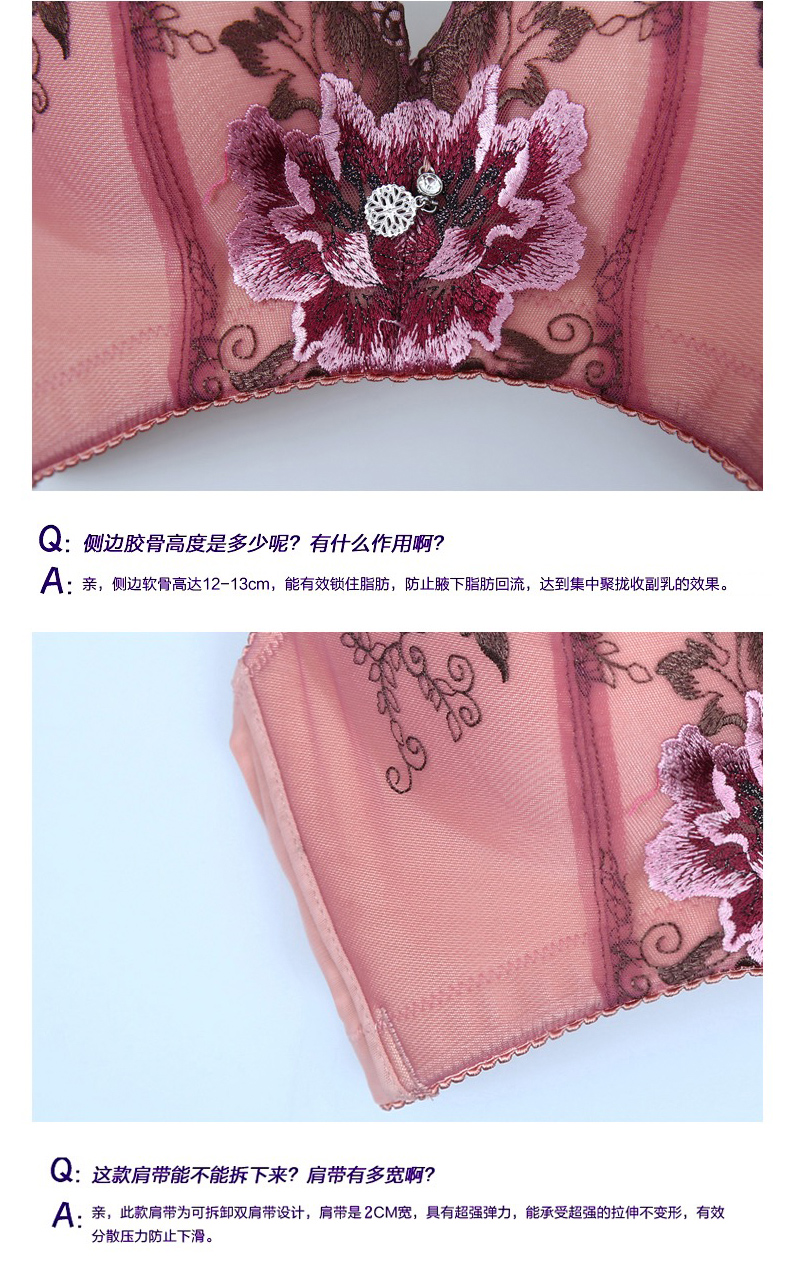 Q: 侧边胶骨高度是多少呢？有什么作用啊？
A: 亲，侧边软骨高达12-13cm，能有效锁住脂肪，防止腋下脂肪回流，达到集中聚拢收副乳的效果。
Q: 这款肩带能不能拆下来？肩带有多宽啊？
A: 亲，此款肩带为可拆卸双肩带设计，肩带是2CM宽，具有超强弹力，能承受超强的拉伸不变形，有效
分散压力防止下滑。